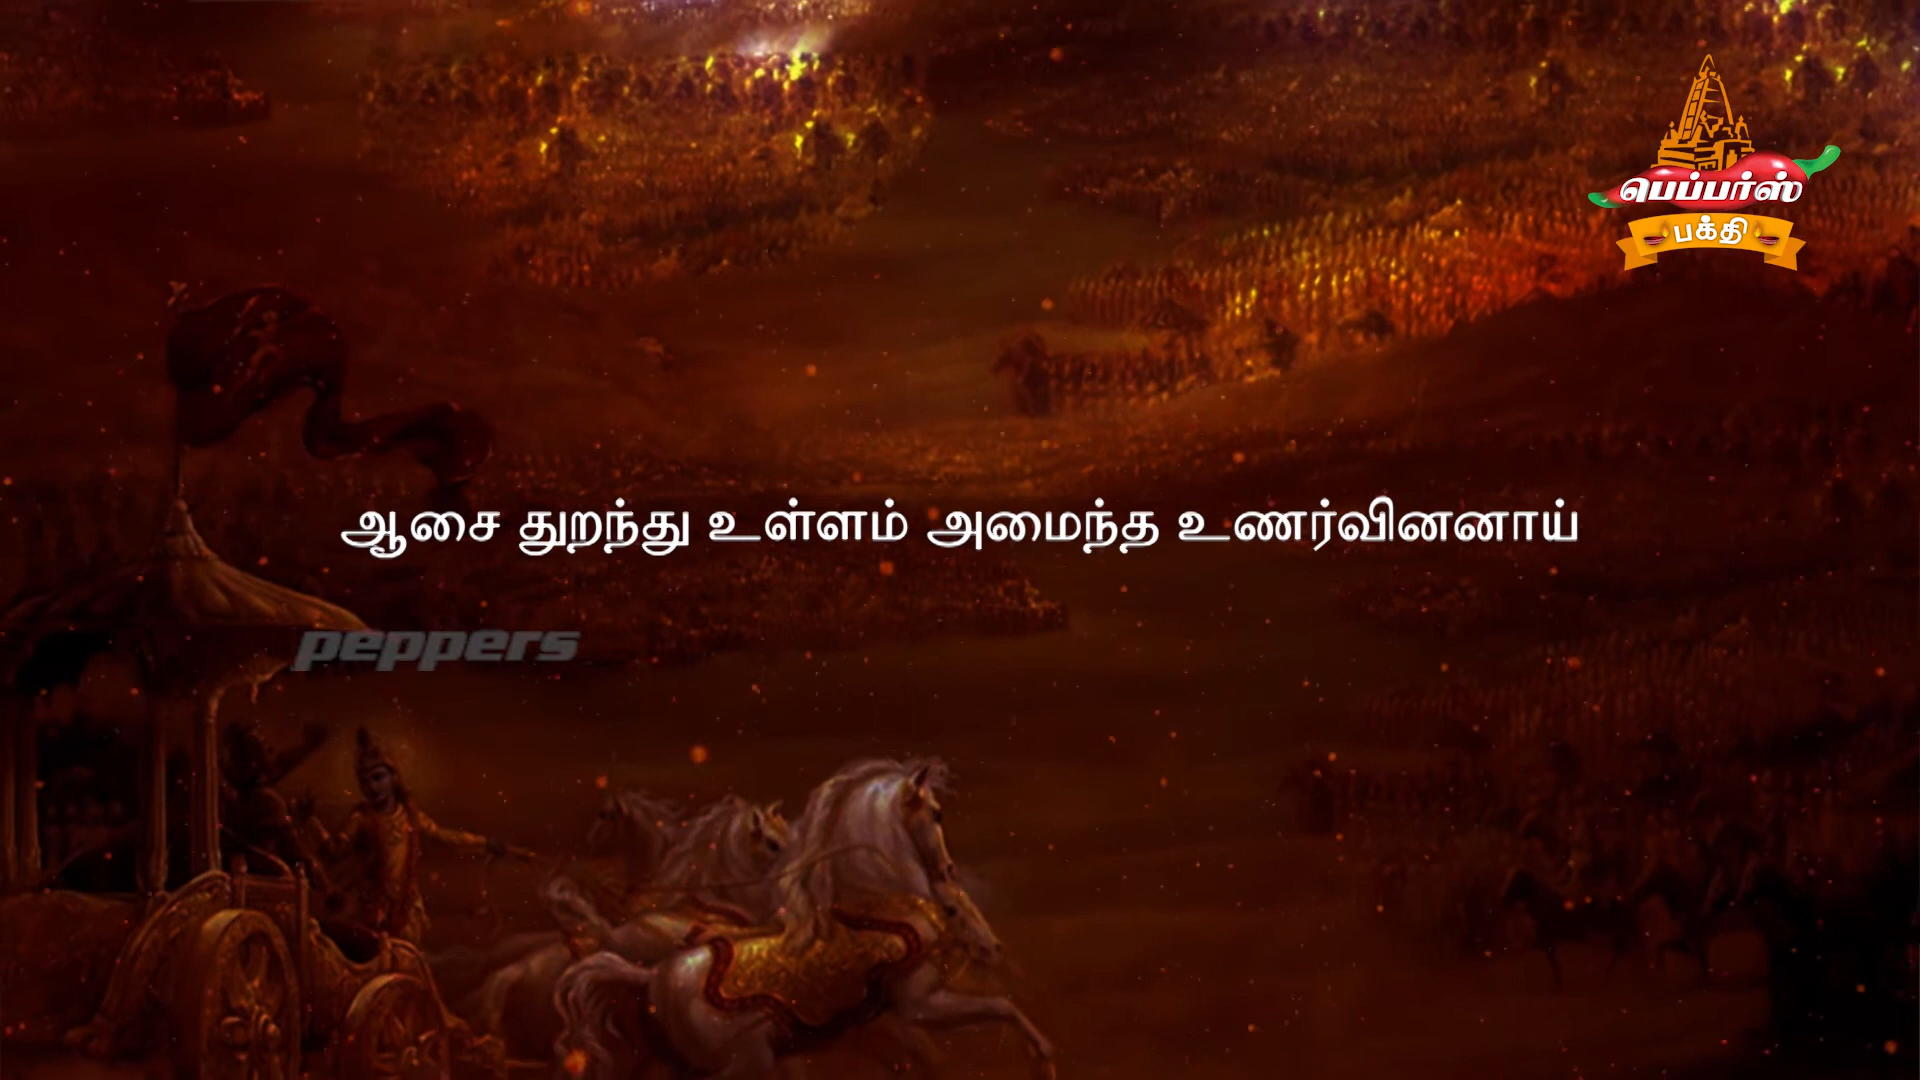 பெப்பர்ஸ்
பக்தி
ஆசை துறந்து உள்ளம் அமைந்த உணர்வினனாய்
peppers